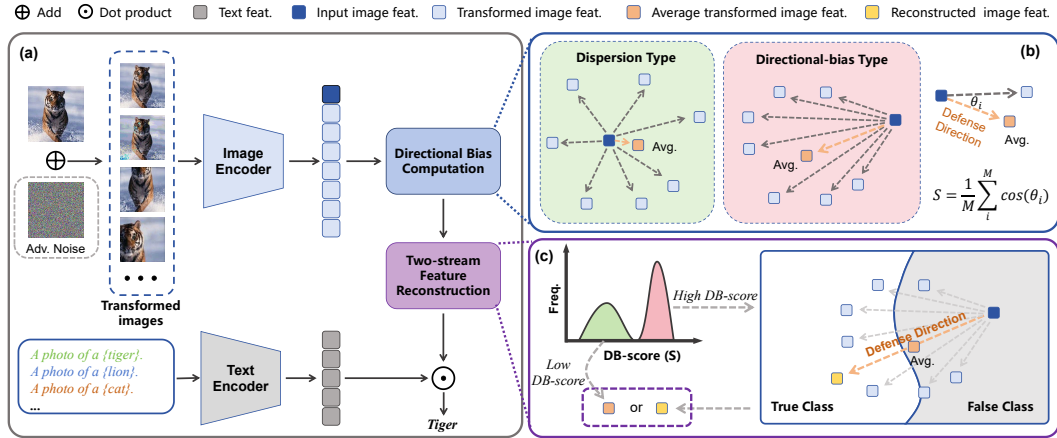 Add
Dot product
Text feat.
Input image feat.
Transformed image feat.
Average transformed image feat.
Reconstructed image feat.
(a)
Adv. Noise
Transformed
images
Image
Encoder
Directional Bias
Computation
Two-stream
Feature
Reconstruction
A photo of a {tiger}.
A photo of a {lion}.
A photo of a {cat}.
...
Text
Encoder
Tiger
(b)
Dispersion Type
Avg.
Directional-bias Type
Avg.
θi
Defense
Direction
Avg.
S = 1/M ∑_i^M cos(θ_i)
(c)
Freq.
DB-score (S)
High DB-score
Low
DB-score
or
Defense Direction
Avg.
True Class
False Class